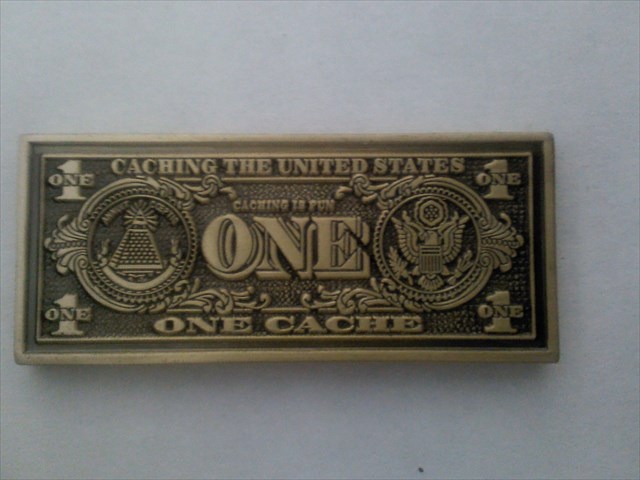 CACHING THE UNITED STATES
1 ONE
1 ONE
CACHING IS FUN
ONE
1 ONE
1 ONE
ONE CACHE